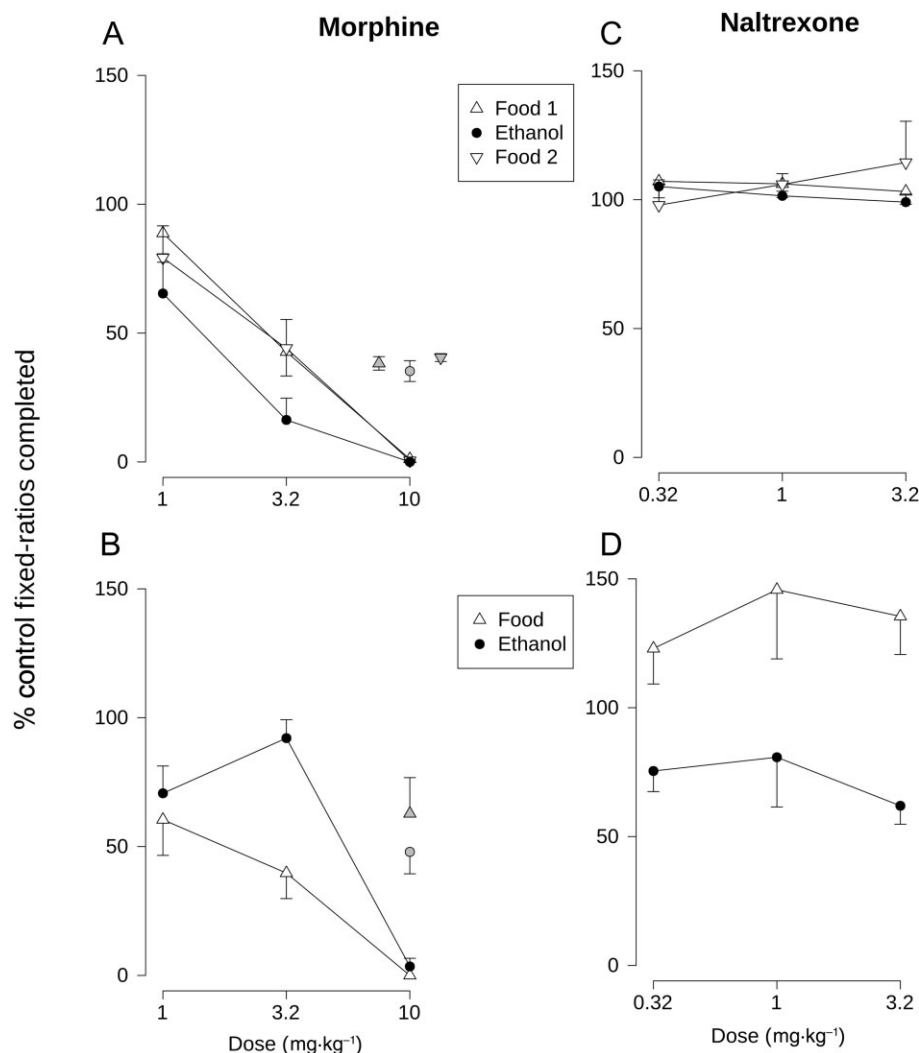 A
Morphine
C
Naltrexone
150
100
50
0
1
3.2
10
Food 1
Ethanol
Food 2
150
100
50
0
0.32
1
3.2
% control fixed-ratios completed
B
D
150
100
50
0
1
3.2
10
Dose (mg·kg⁻¹)
Food
Ethanol
150
100
50
0
0.32
1
3.2
Dose (mg·kg⁻¹)